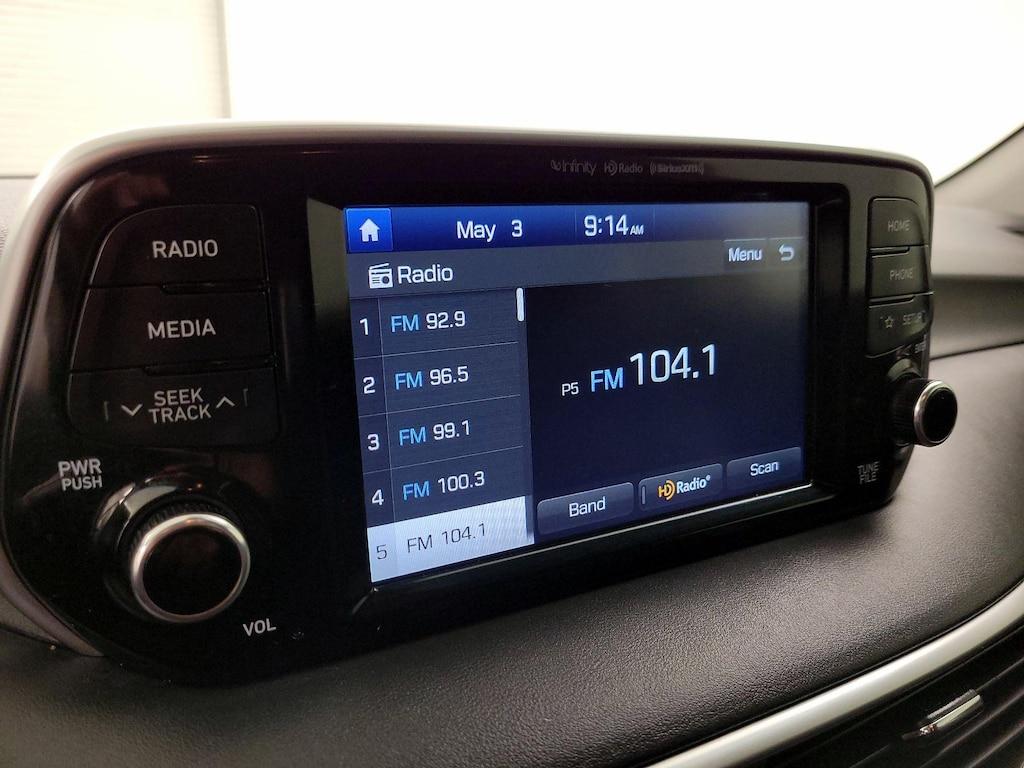 Infinity HD Radio ((SiriusXM))
RADIO
MEDIA
SEEK
TRACK
PWR
PUSH
VOL
May 3 9:14 AM
Radio
Menu
1 FM 92.9
2 FM 96.5
3 FM 99.1
4 FM 100.3
5 FM 104.1
P5 FM 104.1
Band
HD Radio®
Scan
HOME
PHONE
☆ SETUP
TUNE
FILE